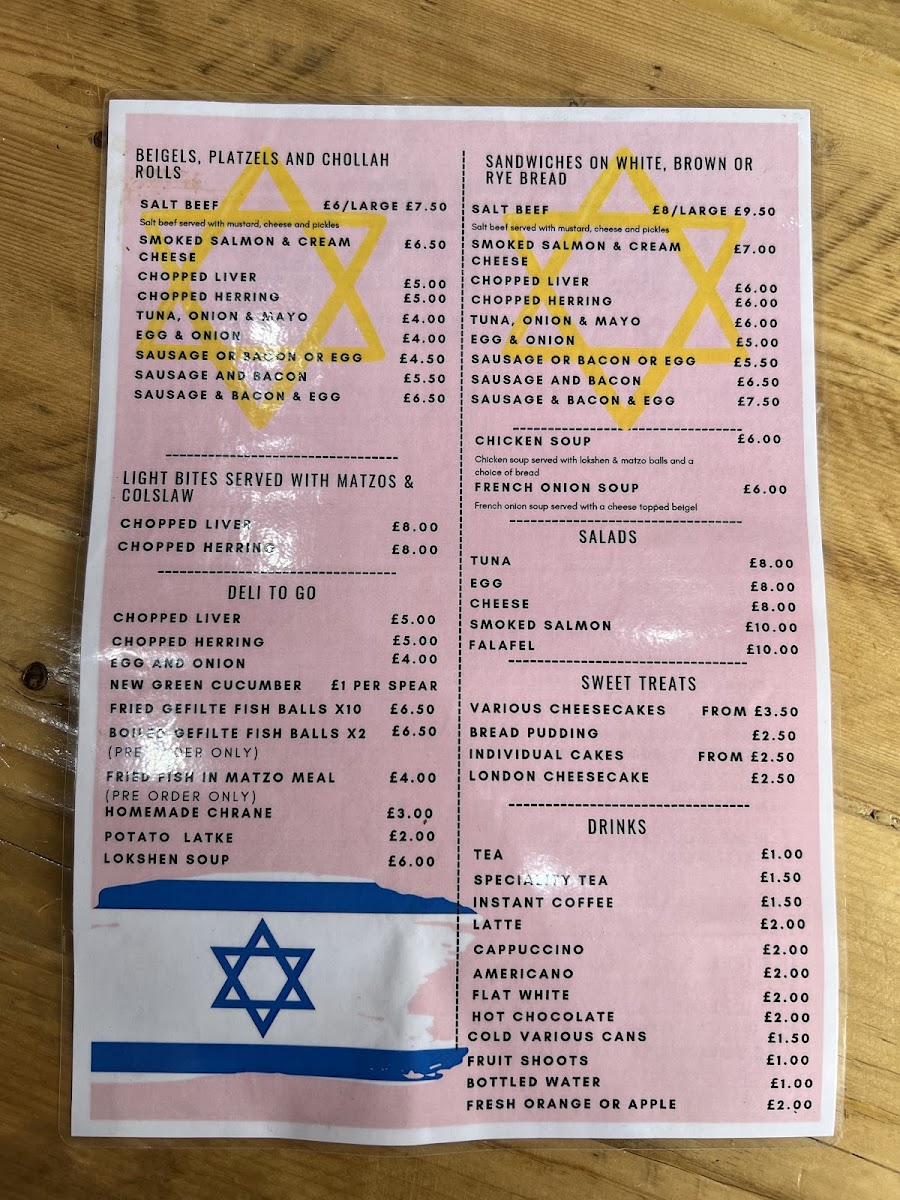 BEIGELS, PLATZELS AND CHOLLAH
ROLLS
SALT BEEF £6/LARGE £7.50
Salt beef served with mustard, cheese and pickles
SMOKED SALMON & CREAM £6.50
CHEESE
CHOPPED LIVER £5.00
CHOPPED HERRING £5.00
TUNA, ONION & MAYO £4.00
EGG & ONION £4.00
SAUSAGE OR BACON OR EGG £4.50
SAUSAGE AND BACON £5.50
SAUSAGE & BACON & EGG £6.50
LIGHT BITES SERVED WITH MATZOS &
COLSLAW
CHOPPED LIVER £8.00
CHOPPED HERRING £8.00
DELI TO GO
CHOPPED LIVER £5.00
CHOPPED HERRING £5.00
EGG AND ONION £4.00
NEW GREEN CUCUMBER £1 PER SPEAR
FRIED GEFILTE FISH BALLS X10 £6.50
BOILED GEFILTE FISH BALLS X2 £6.50
(PRE ORDER ONLY)
FRIED FISH IN MATZO MEAL £4.00
(PRE ORDER ONLY)
HOMEMADE CHRANE £3.00
POTATO LATKE £2.00
LOKSHEN SOUP £6.00
SANDWICHES ON WHITE, BROWN OR
RYE BREAD
SALT BEEF £8/LARGE £9.50
Salt beef served with mustard, cheese and pickles
SMOKED SALMON & CREAM £7.00
CHEESE
CHOPPED LIVER £6.00
CHOPPED HERRING £6.00
TUNA, ONION & MAYO £6.00
EGG & ONION £5.00
SAUSAGE OR BACON OR EGG £5.50
SAUSAGE AND BACON £6.50
SAUSAGE & BACON & EGG £7.50
CHICKEN SOUP £6.00
Chicken soup served with lokshen & matzo balls and a
choice of bread
FRENCH ONION SOUP £6.00
French onion soup served with a cheese topped beigel
SALADS
TUNA £8.00
EGG £8.00
CHEESE £8.00
SMOKED SALMON £10.00
FALAFEL £10.00
SWEET TREATS
VARIOUS CHEESECAKES FROM £3.50
BREAD PUDDING £2.50
INDIVIDUAL CAKES FROM £2.50
LONDON CHEESECAKE £2.50
DRINKS
TEA £1.00
SPECIALITY TEA £1.50
INSTANT COFFEE £1.50
LATTE £2.00
CAPPUCCINO £2.00
AMERICANO £2.00
FLAT WHITE £2.00
HOT CHOCOLATE £2.00
COLD VARIOUS CANS £1.50
FRUIT SHOOTS £1.00
BOTTLED WATER £1.00
FRESH ORANGE OR APPLE £2.00